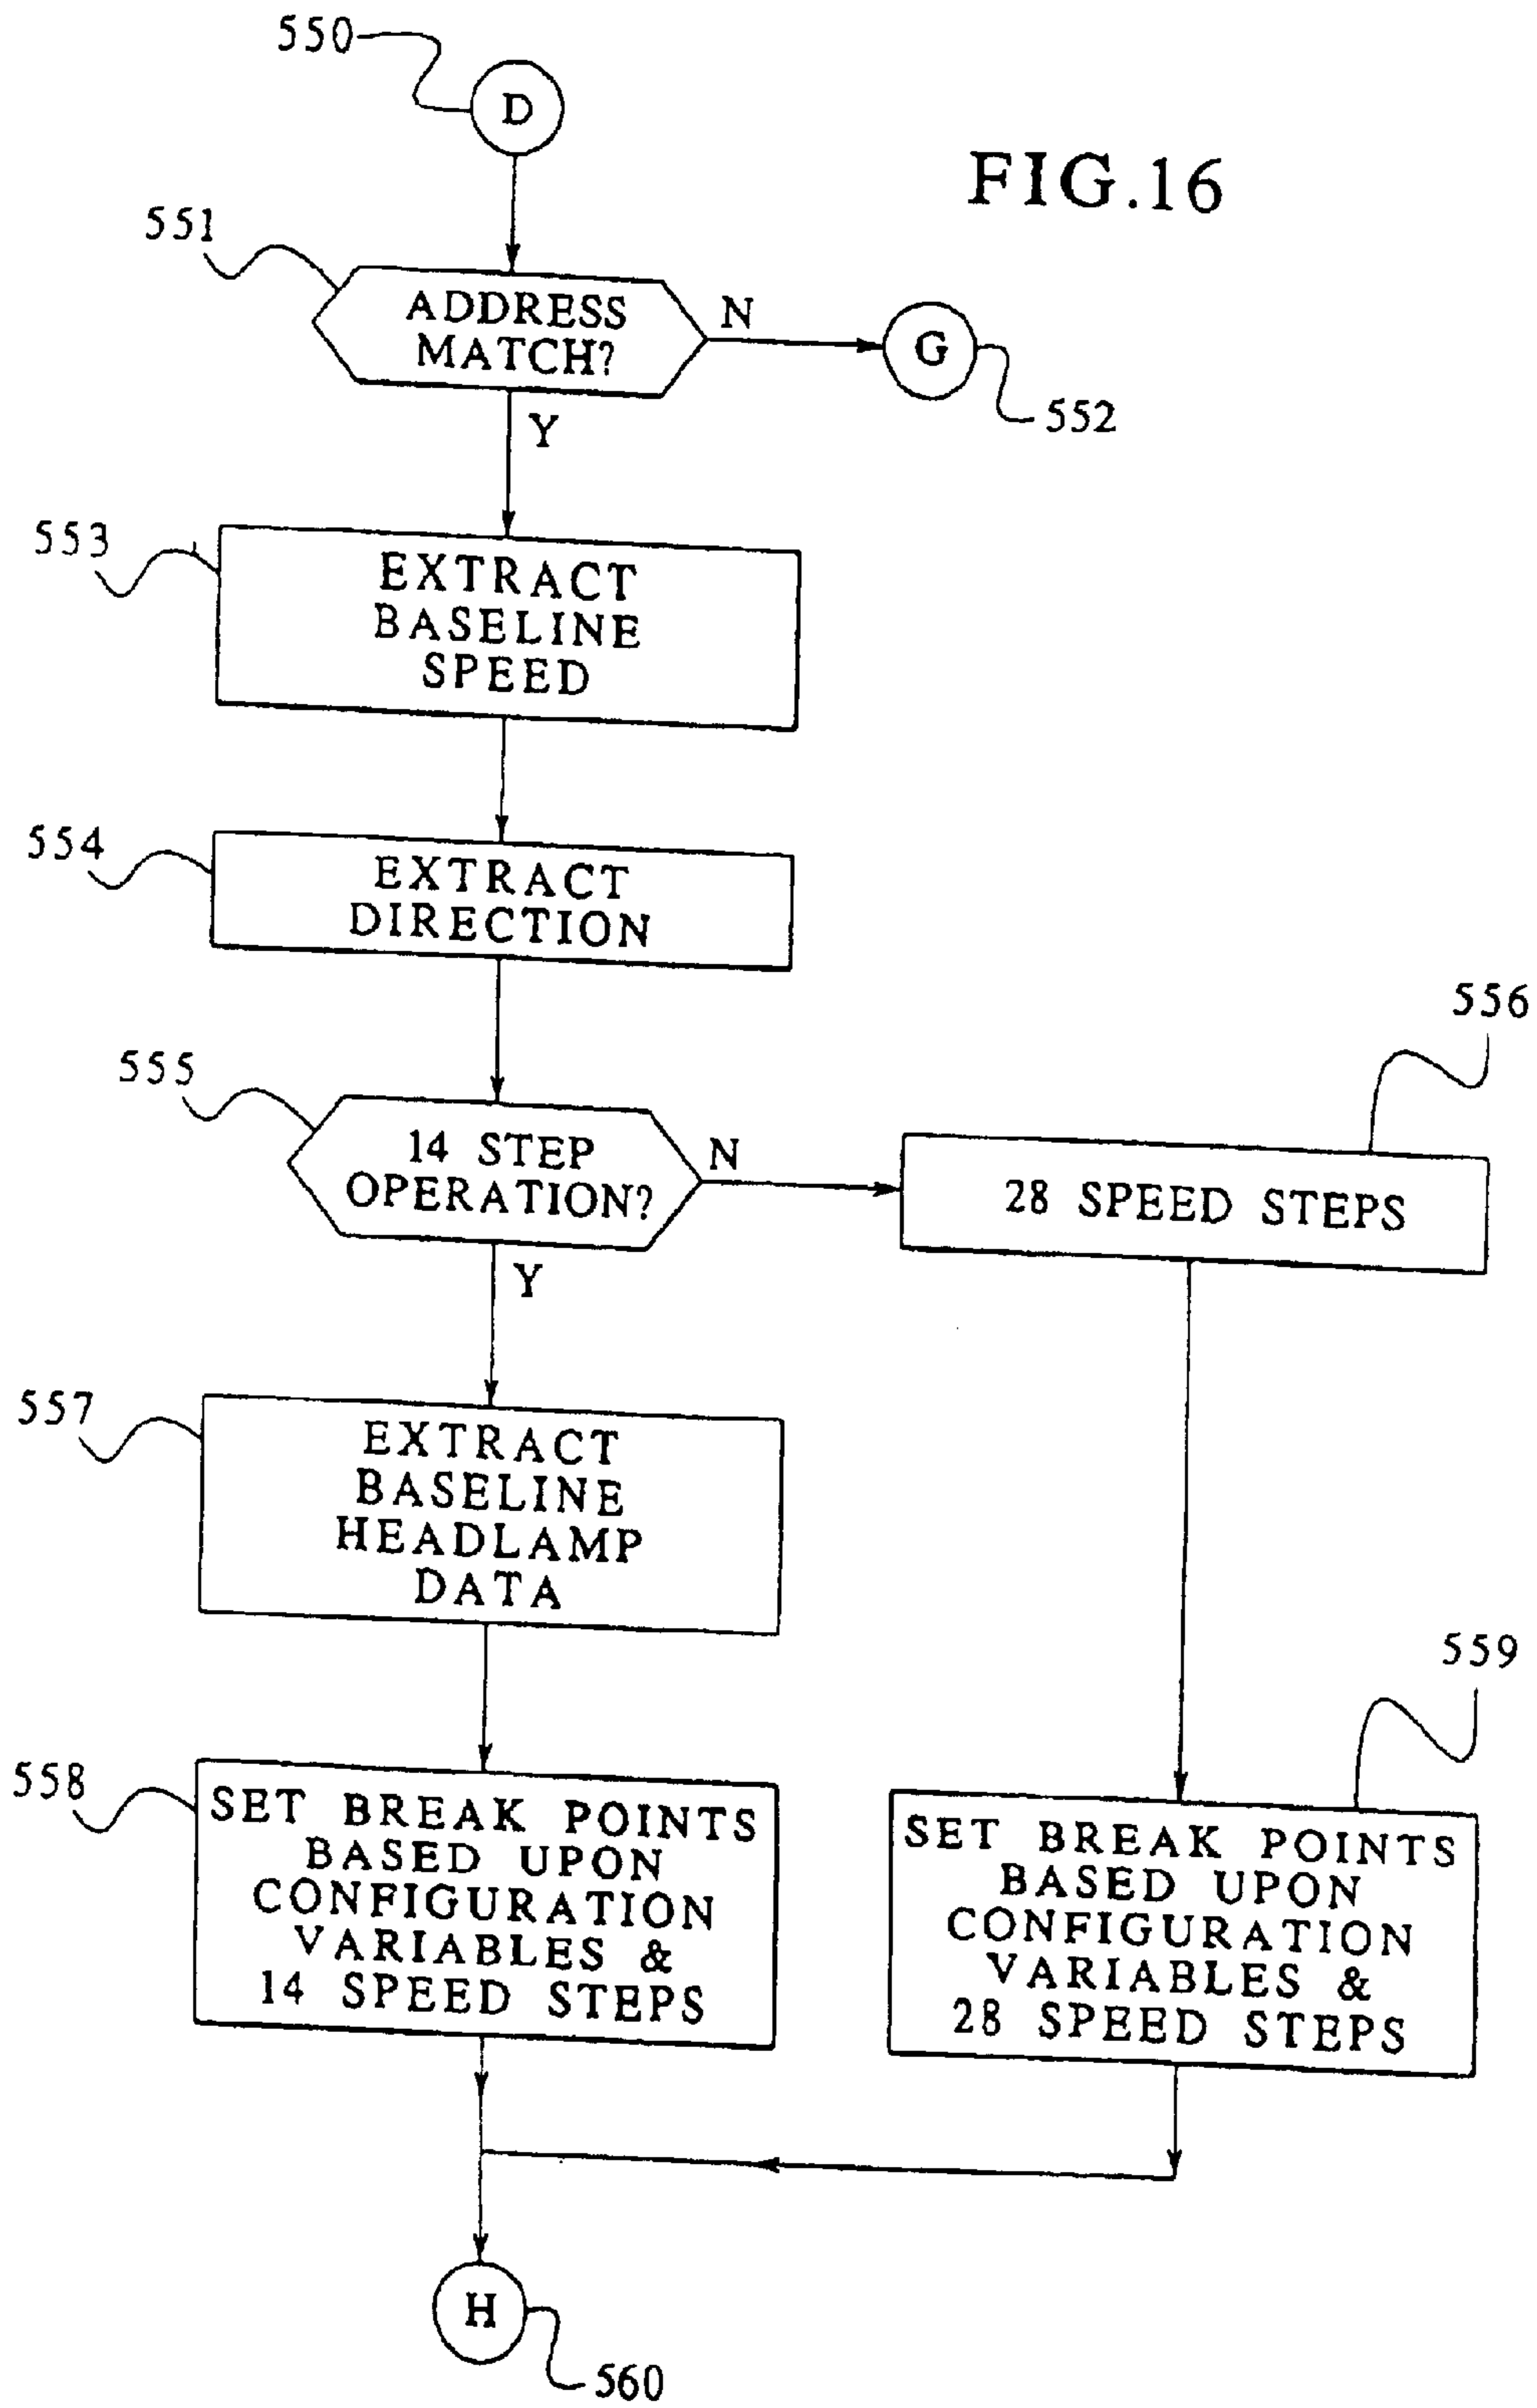 550
D
FIG.16
551
ADDRESS
MATCH?
N
G
552
Y
553
EXTRACT
BASELINE
SPEED
554
EXTRACT
DIRECTION
555
14 STEP
OPERATION?
N
556
28 SPEED STEPS
Y
557
EXTRACT
BASELINE
HEADLAMP
DATA
558
SET BREAK POINTS
BASED UPON
CONFIGURATION
VARIABLES &
14 SPEED STEPS
559
SET BREAK POINTS
BASED UPON
CONFIGURATION
VARIABLES &
28 SPEED STEPS
H
560